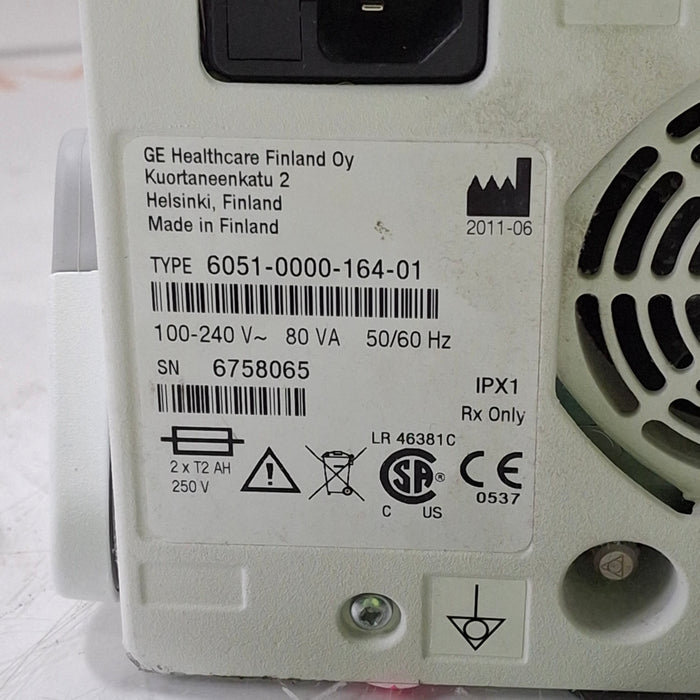 GE Healthcare Finland Oy
Kuortaneenkatu 2
Helsinki, Finland
Made in Finland
2011-06
TYPE 6051-0000-164-01
100-240 V~ 80 VA 50/60 Hz
SN 6758065
IPX1
Rx Only
LR 46381C
2 x T2 AH
250 V
SA ®
CE
0537
C US